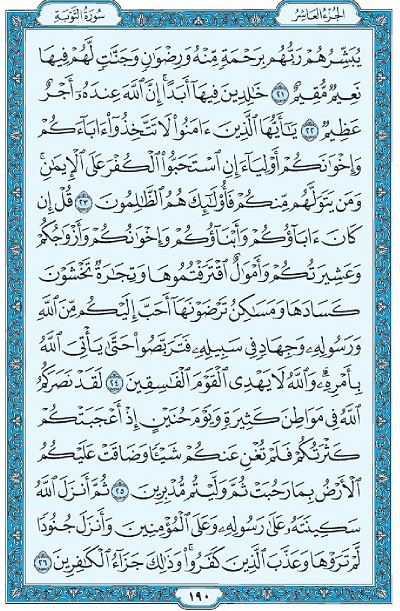 سُورَةُ التَّوۡبَةِ الجُزۡءُ العَاشِرُ
يُبَشِّرُهُمۡ رَبُّهُم بِرَحۡمَةٖ مِّنۡهُ وَرِضۡوَٰنٖ وَجَنَّٰتٖ لَّهُمۡ فِيهَا
نَعِيمٞ مُّقِيمٌ ٢١ خَٰلِدِينَ فِيهَآ أَبَدًاۚ إِنَّ ٱللَّهَ عِندَهُۥٓ أَجۡرٌ
عَظِيمٞ ٢٢ يَٰٓأَيُّهَا ٱلَّذِينَ ءَامَنُواْ لَا تَتَّخِذُوٓاْ ءَابَآءَكُمۡ
وَإِخۡوَٰنَكُمۡ أَوۡلِيَآءَ إِنِ ٱسۡتَحَبُّواْ ٱلۡكُفۡرَ عَلَى ٱلۡإِيمَٰنِۚ
وَمَن يَتَوَلَّهُم مِّنكُمۡ فَأُوْلَٰٓئِكَ هُمُ ٱلظَّٰلِمُونَ ٢٣ قُلۡ إِن
كَانَ ءَابَآؤُكُمۡ وَأَبۡنَآؤُكُمۡ وَإِخۡوَٰنُكُمۡ وَأَزۡوَٰجُكُمۡ
وَعَشِيرَتُكُمۡ وَأَمۡوَٰلٌ ٱقۡتَرَفۡتُمُوهَا وَتِجَٰرَةٞ تَخۡشَوۡنَ
كَسَادَهَا وَمَسَٰكِنُ تَرۡضَوۡنَهَآ أَحَبَّ إِلَيۡكُم مِّنَ ٱللَّهِ
وَرَسُولِهِۦ وَجِهَادٖ فِي سَبِيلِهِۦ فَتَرَبَّصُواْ حَتَّىٰ يَأۡتِيَ ٱللَّهُ
بِأَمۡرِهِۦۗ وَٱللَّهُ لَا يَهۡدِي ٱلۡقَوۡمَ ٱلۡفَٰسِقِينَ ٢٤ لَقَدۡ نَصَرَكُمُ
ٱللَّهُ فِي مَوَاطِنَ كَثِيرَةٖ وَيَوۡمَ حُنَيۡنٍ إِذۡ أَعۡجَبَتۡكُمۡ
كَثۡرَتُكُمۡ فَلَمۡ تُغۡنِ عَنكُمۡ شَيۡـٔٗا وَضَاقَتۡ عَلَيۡكُمُ
ٱلۡأَرۡضُ بِمَا رَحُبَتۡ ثُمَّ وَلَّيۡتُم مُّدۡبِرِينَ ٢٥ ثُمَّ أَنزَلَ ٱللَّهُ
سَكِينَتَهُۥ عَلَىٰ رَسُولِهِۦ وَعَلَى ٱلۡمُؤۡمِنِينَ وَأَنزَلَ جُنُودٗا
لَّمۡ تَرَوۡهَا وَعَذَّبَ ٱلَّذِينَ كَفَرُواْۚ وَذَٰلِكَ جَزَآءُ ٱلۡكَٰفِرِينَ ٢٦
١٩٠